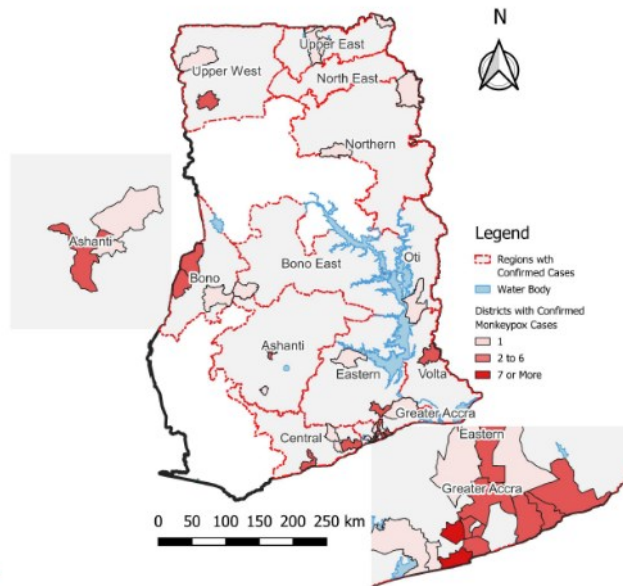 N
Upper East
Upper West
North East
Northern
Ashanti
Legend
Regions wth
Confirmed Cases
Water Body
Districts with Confirmed
Monkeypox Cases
1
2 to 6
7 or More
Oti
Bono
Bono East
Ashanti
Eastern
Volta
Greater Accra
Central
Eastern
Greater Accra
0 50 100 150 200 250 km